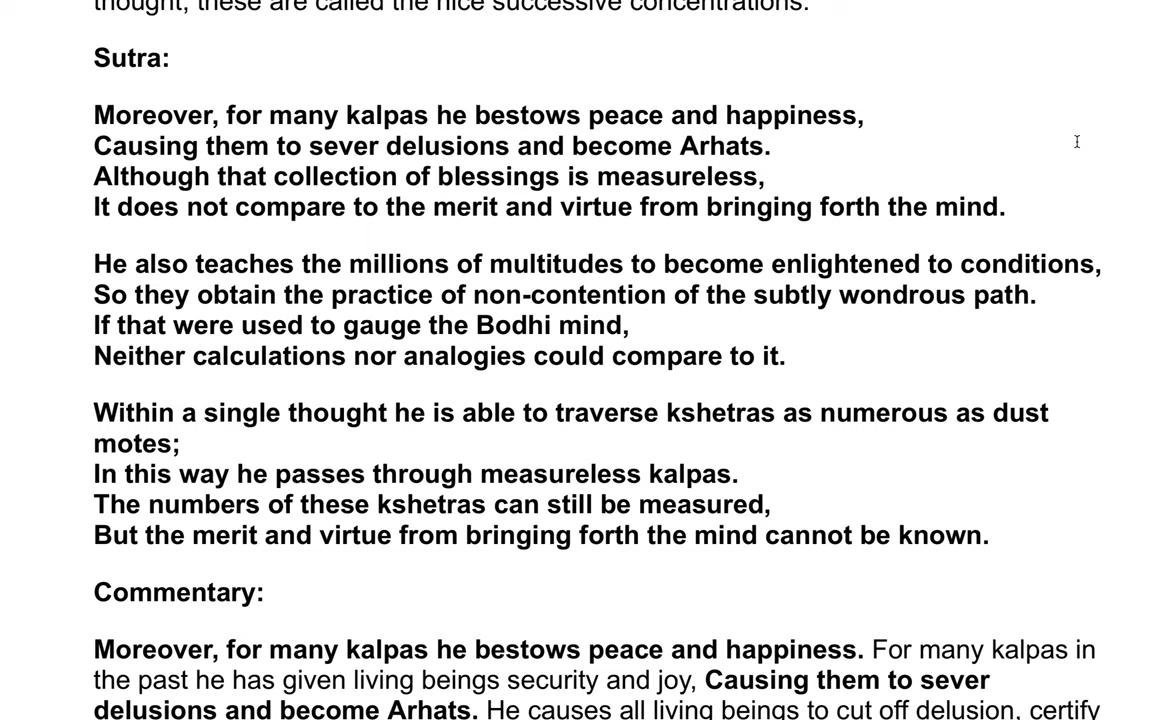 thought, these are called the nice successive concentrations.
Sutra:
Moreover, for many kalpas he bestows peace and happiness,
Causing them to sever delusions and become Arhats.
Although that collection of blessings is measureless,
It does not compare to the merit and virtue from bringing forth the mind.
He also teaches the millions of multitudes to become enlightened to conditions,
So they obtain the practice of non-contention of the subtly wondrous path.
If that were used to gauge the Bodhi mind,
Neither calculations nor analogies could compare to it.
Within a single thought he is able to traverse kshetras as numerous as dust
motes;
In this way he passes through measureless kalpas.
The numbers of these kshetras can still be measured,
But the merit and virtue from bringing forth the mind cannot be known.
Commentary:
Moreover, for many kalpas he bestows peace and happiness. For many kalpas in
the past he has given living beings security and joy, Causing them to sever
delusions and become Arhats. He causes all living beings to cut off delusion, certify